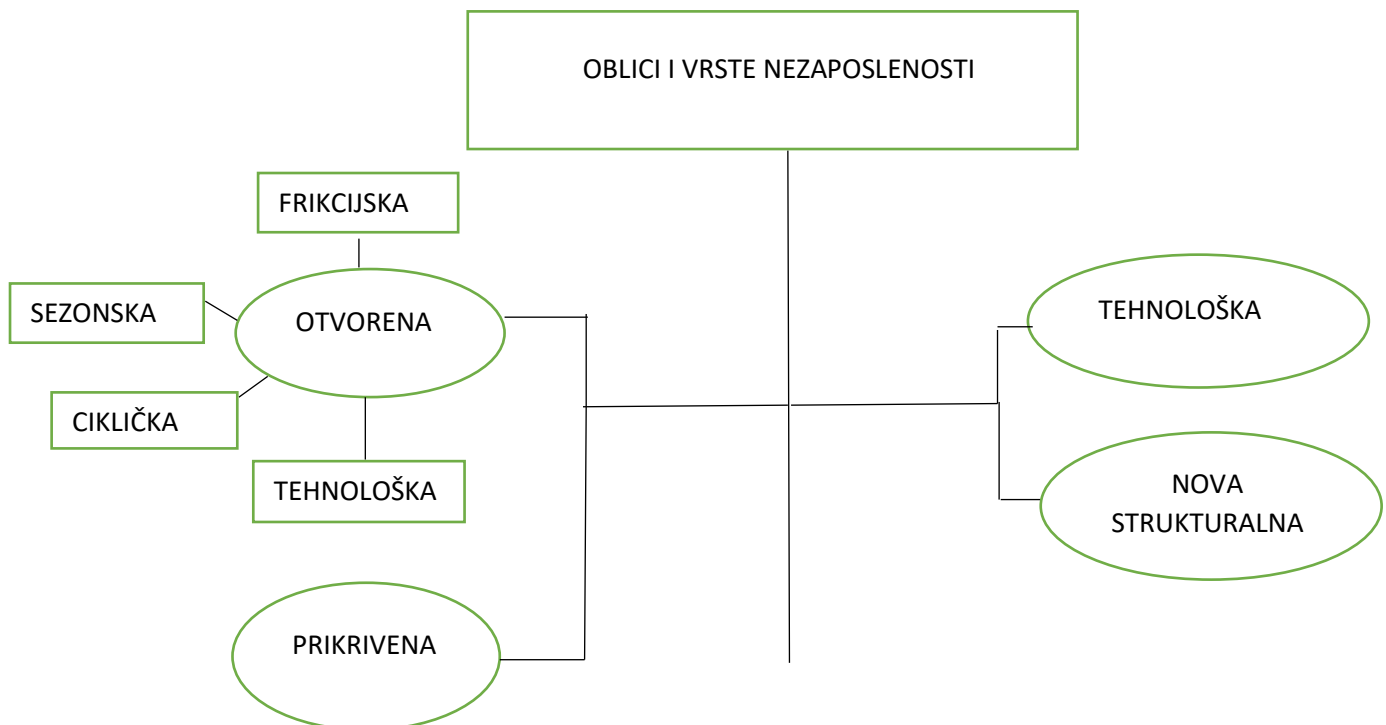 OBLICI I VRSTE NEZAPOSLENOSTI
FRIKCIJSKA
SEZONSKA
OTVORENA
CIKLIČKA
TEHNOLOŠKA
PRIKRIVENA
TEHNOLOŠKA
NOVA
STRUKTURALNA